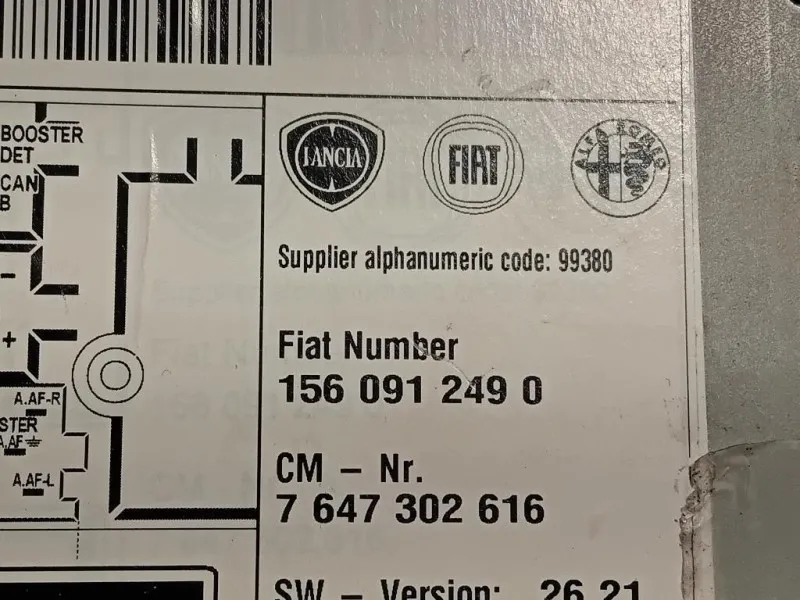 BOOSTER
DET
CAN
B
–
+
A.AF-R
STER
A.AF
A.AF-L
LANCIA
FIAT
ALFA ROMEO
Supplier alphanumeric code: 99380
Fiat Number
156 091 249 0
CM – Nr.
7 647 302 616
SW – Version: 26.21